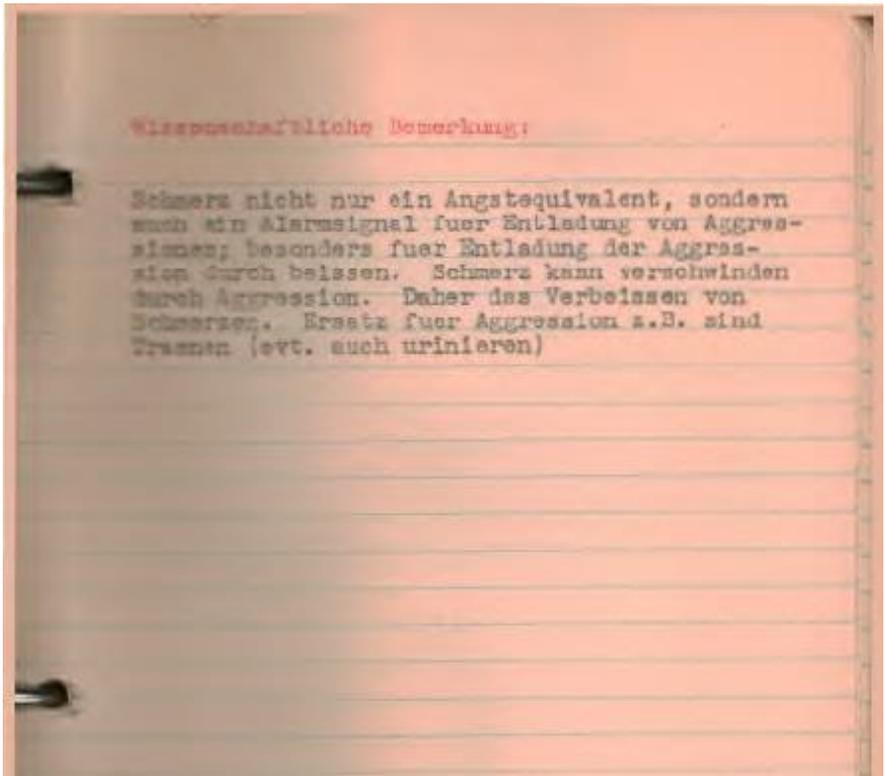 Wissenschaftliche Bemerkung:
Schmerz nicht nur ein Angstequivalent, sondern
auch ein Alarmsignal fuer Entladung von Aggres-
sionen; besonders fuer Entladung der Aggres-
sion durch beissen. Schmerz kann verschwinden
durch Aggression. Daher das Verbeissen von
Schmerzen. Ersatz fuer Aggression z.B. sind
Traenen (evt. auch urinieren)